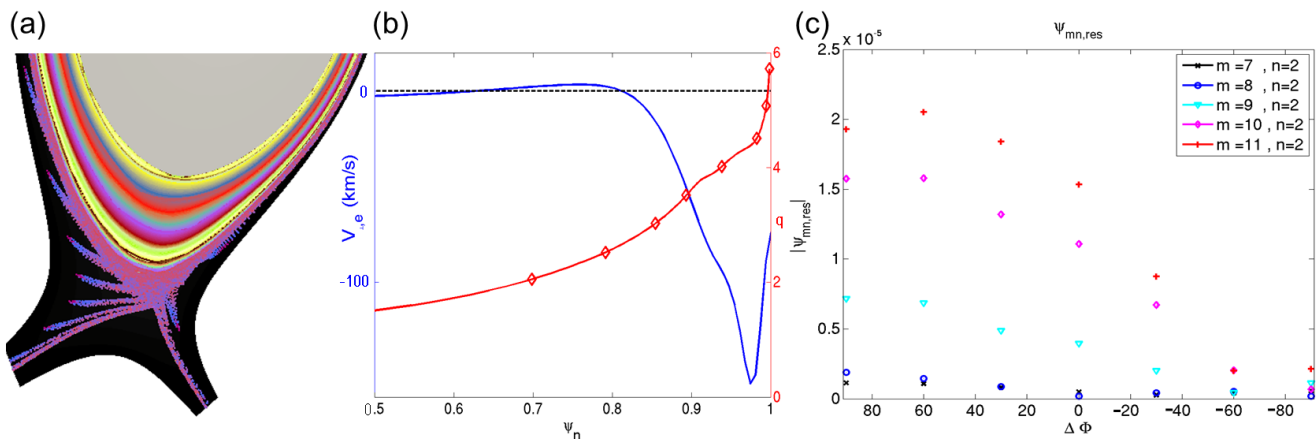 (a)
(b)
(c)
0
-100
V ,e (km/s)
0.5 0.6 0.7 0.8 0.9 1
ψn
6
4
q
2
0
ψmn,res
x 10-5
2.5
2
1.5
1
0.5
0
|ψmn,res|
80 60 40 20 0 -20 -40 -60 -80
Δ Φ
m =7 , n=2
m =8 , n=2
m =9 , n=2
m =10 , n=2
m =11 , n=2